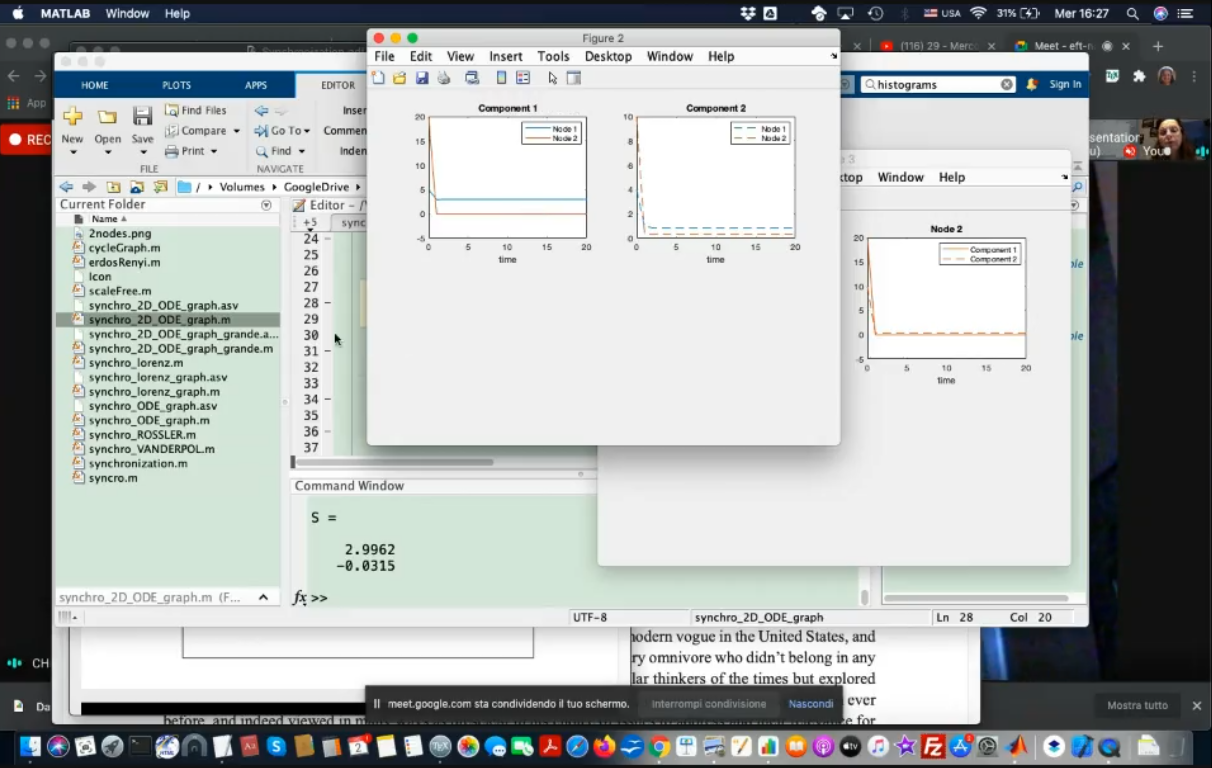 MATLAB Window Help
USA 31% Mer 16:27
Figure 2
(116) 29 - Merc
Meet - eft-r
File Edit View Insert Tools Desktop Window Help
HOME PLOTS APPS EDITOR
histograms
Sign In
App
REC
New Open Save
Find Files
Compare
Print
Go To
Find
Inser
Commen
Inden
FILE NAVIGATE
You
/ Volumes GoogleDrive
Window Help
Current Folder
Name
2nodes.png
cycleGraph.m
erdosRenyi.m
Icon
scaleFree.m
synchro_2D_ODE_graph.asv
synchro_2D_ODE_graph.m
synchro_2D_ODE_graph_grande.a...
synchro_2D_ODE_graph_grande.m
synchro_lorenz.m
synchro_lorenz_graph.asv
synchro_lorenz_graph.m
synchro_ODE_graph.asv
synchro_ODE_graph.m
synchro_ROSSLER.m
synchro_VANDERPOL.m
synchronization.m
syncro.m
synchro_2D_ODE_graph.m (F...
Editor - /V
+5 sync
24
25
26
27
28
29
30
31
32
33
34
35
36
37
Component 1
20
15
10
5
0
-5
0 5 10 15 20
time
Node 1
Node 2
Component 2
10
8
6
4
2
0
0 5 10 15 20
time
Node 1
Node 2
Node 2
20
15
10
5
0
-5
0 5 10 15 20
time
Component 1
Component 2
Command Window
S =
2.9962
-0.0315
fx >>
UTF-8 synchro_2D_ODE_graph Ln 28 Col 20
modern vogue in the United States, and
ry omnivore who didn't belong in any
lar thinkers of the times but explored
ever
meet.google.com sta condividendo il tuo schermo. Interrompi condivisione Nascondi
CH
Da
Mostra tutto